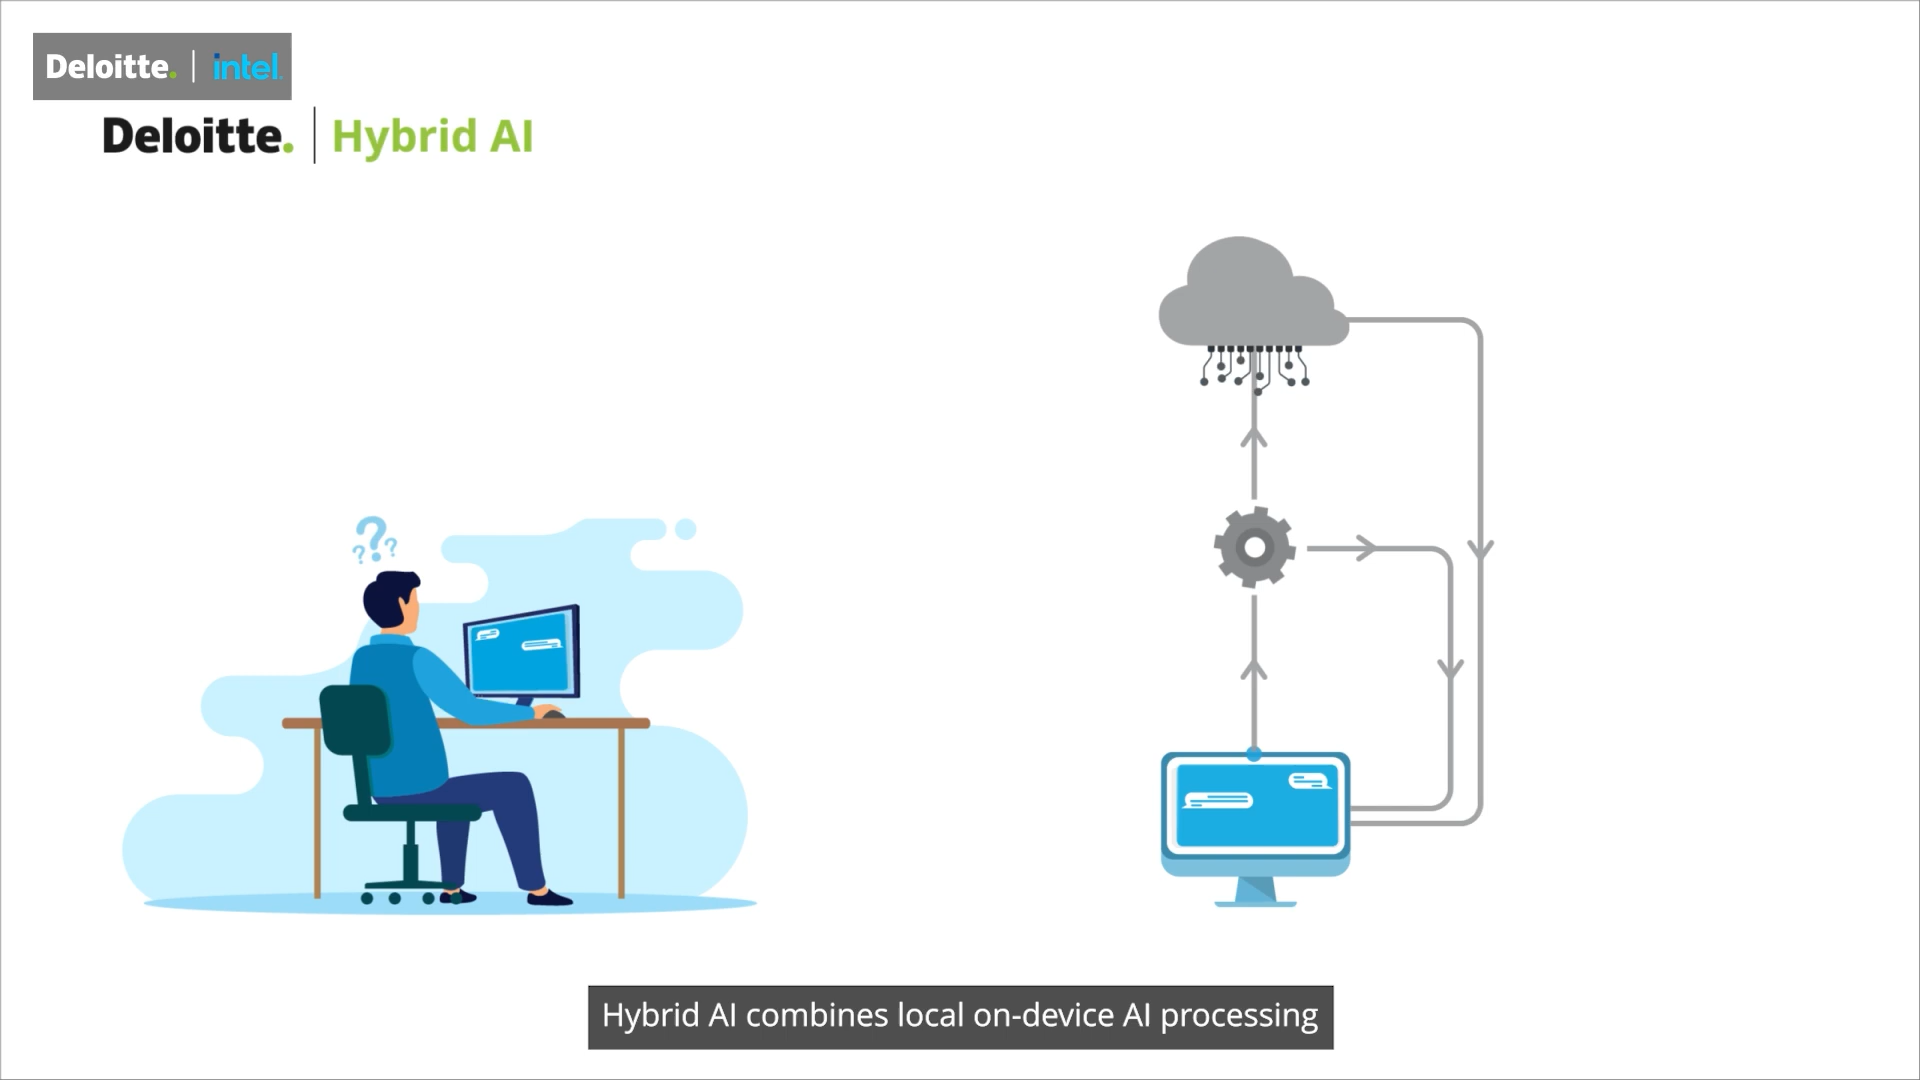 Deloitte. | intel.
Deloitte. | Hybrid AI
? ? ?
Hybrid AI combines local on-device AI processing